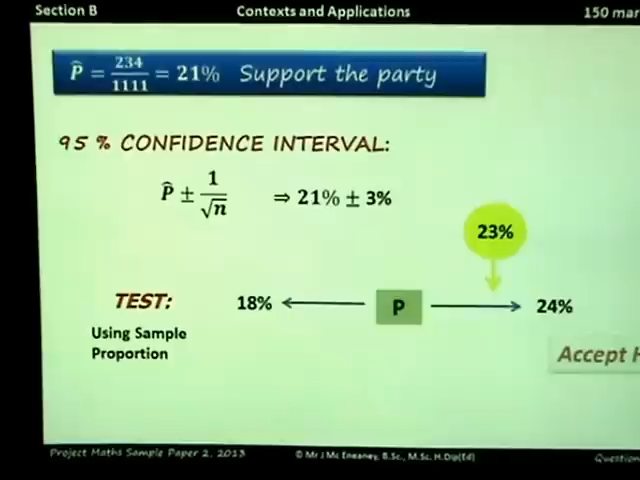 Section B Contexts and Applications 150 mar
P̂ = 234/1111 = 21% Support the party
95 % CONFIDENCE INTERVAL:
P̂ ± 1/√n ⇒ 21% ± 3%
23%
TEST: 18% P 24%
Using Sample
Proportion
Accept H
Project Maths Sample Paper 2, 2013 © Mr J Mc Eneaney, B.Sc., M.Sc. H.Dip(Ed) Question